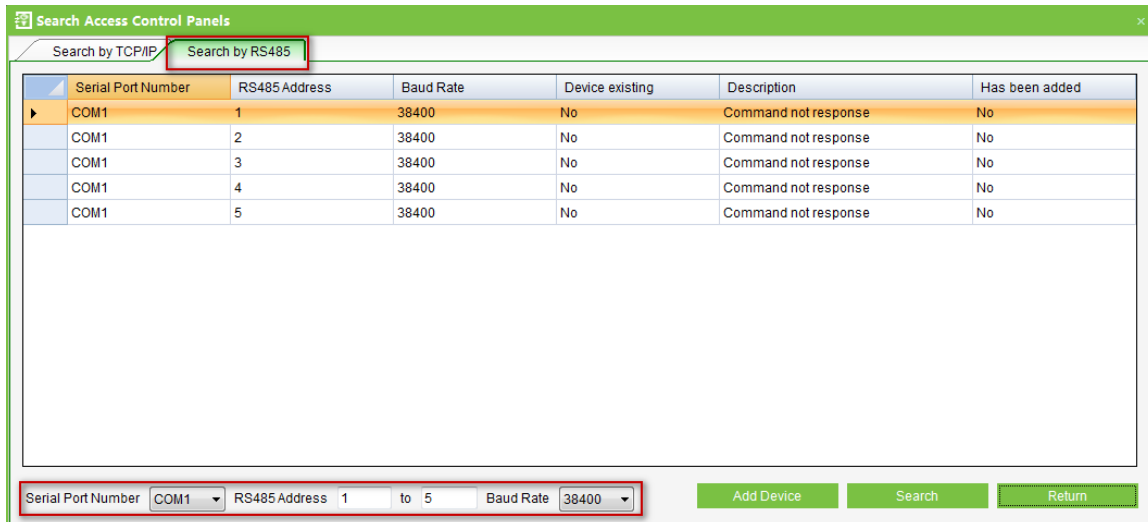 Search Access Control Panels ×
Search by TCP/IP Search by RS485
Serial Port Number RS485 Address Baud Rate Device existing Description Has been added
COM1 1 38400 No Command not response No
COM1 2 38400 No Command not response No
COM1 3 38400 No Command not response No
COM1 4 38400 No Command not response No
COM1 5 38400 No Command not response No
Serial Port Number COM1 RS485 Address 1 to 5 Baud Rate 38400 Add Device Search Return